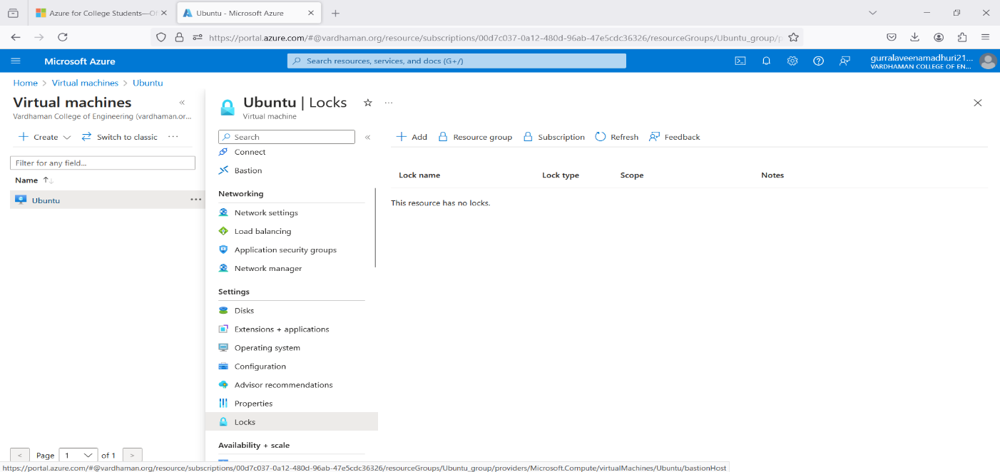 Azure for College Students—Of
Ubuntu - Microsoft Azure
https://portal.azure.com/#@vardhaman.org/resource/subscriptions/00d7c037-0a12-480d-96ab-47e5cdc36326/resourceGroups/Ubuntu_group/p
Microsoft Azure
Search resources, services, and docs (G+/)
gurralaveenamadhuri21...
VARDHAMAN COLLEGE OF EN...
Home > Virtual machines > Ubuntu
Virtual machines
Vardhaman College of Engineering (vardhaman.or...
Create
Switch to classic
Filter for any field...
Name
Ubuntu
Page 1 of 1
Ubuntu | Locks
Virtual machine
Search
Connect
Bastion
Networking
Network settings
Load balancing
Application security groups
Network manager
Settings
Disks
Extensions + applications
Operating system
Configuration
Advisor recommendations
Properties
Locks
Availability + scale
Add
Resource group
Subscription
Refresh
Feedback
Lock name Lock type Scope Notes
This resource has no locks.
https://portal.azure.com/#@vardhaman.org/resource/subscriptions/00d7c037-0a12-480d-96ab-47e5cdc36326/resourceGroups/Ubuntu_group/providers/Microsoft.Compute/virtualMachines/Ubuntu/bastionHost